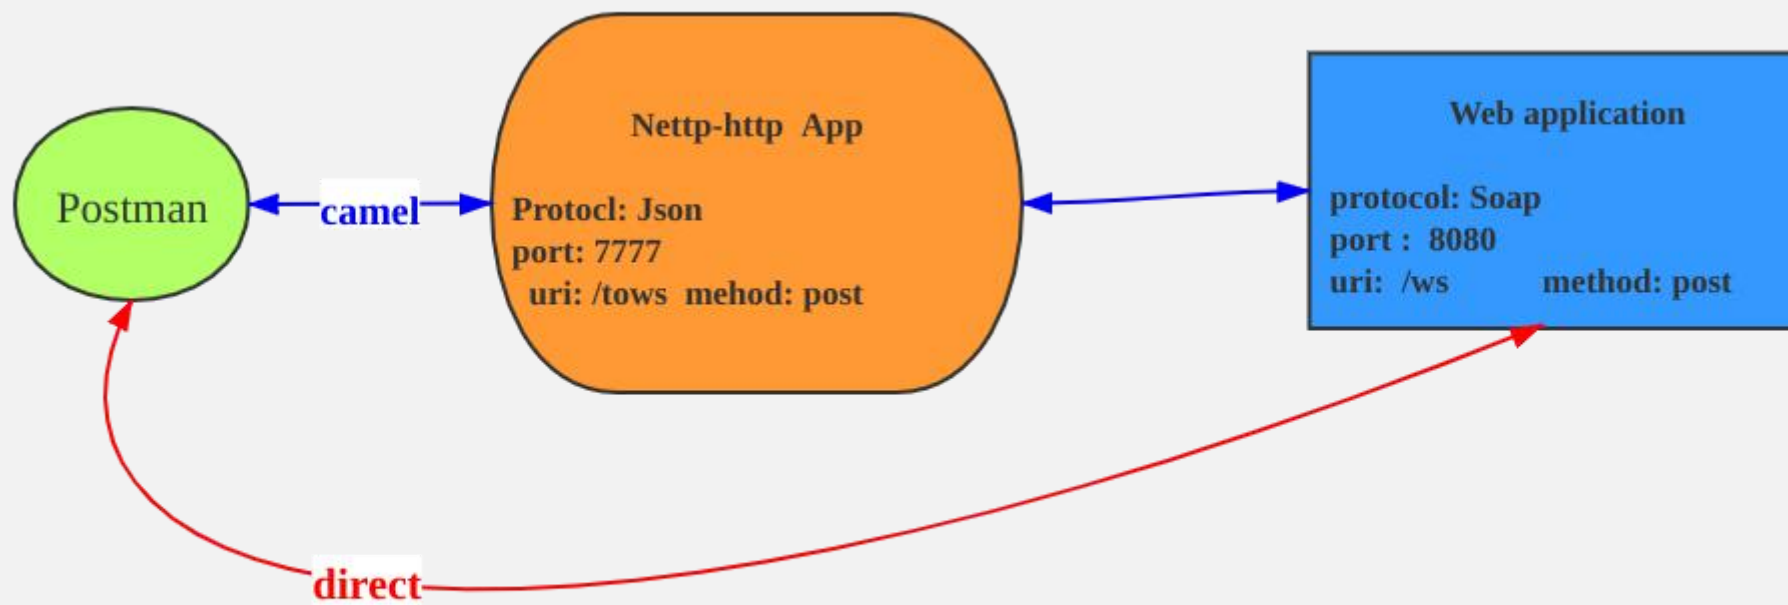 Postman
camel
Nettp-http App
Protocl: Json
port: 7777
uri: /tows mehod: post
Web application
protocol: Soap
port : 8080
uri: /ws method: post
direct